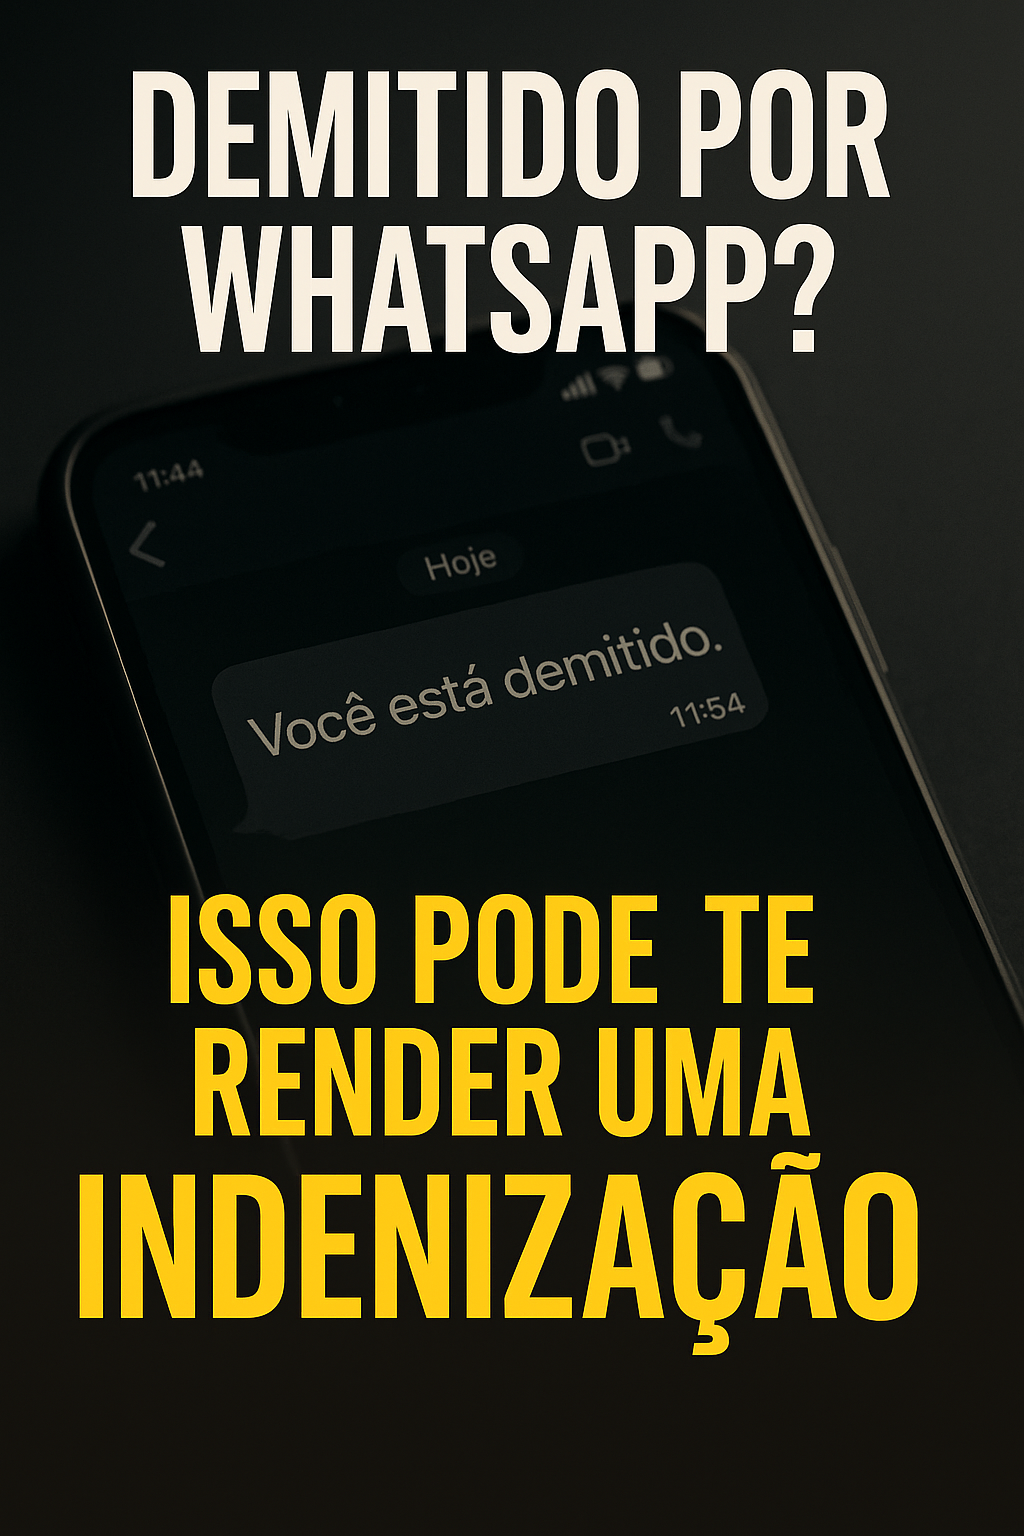 DEMITIDO POR
WHATSAPP?
11:44
Hoje
Você está demitido.
11:54
ISSO PODE TE
RENDER UMA
INDENIZAÇÃO